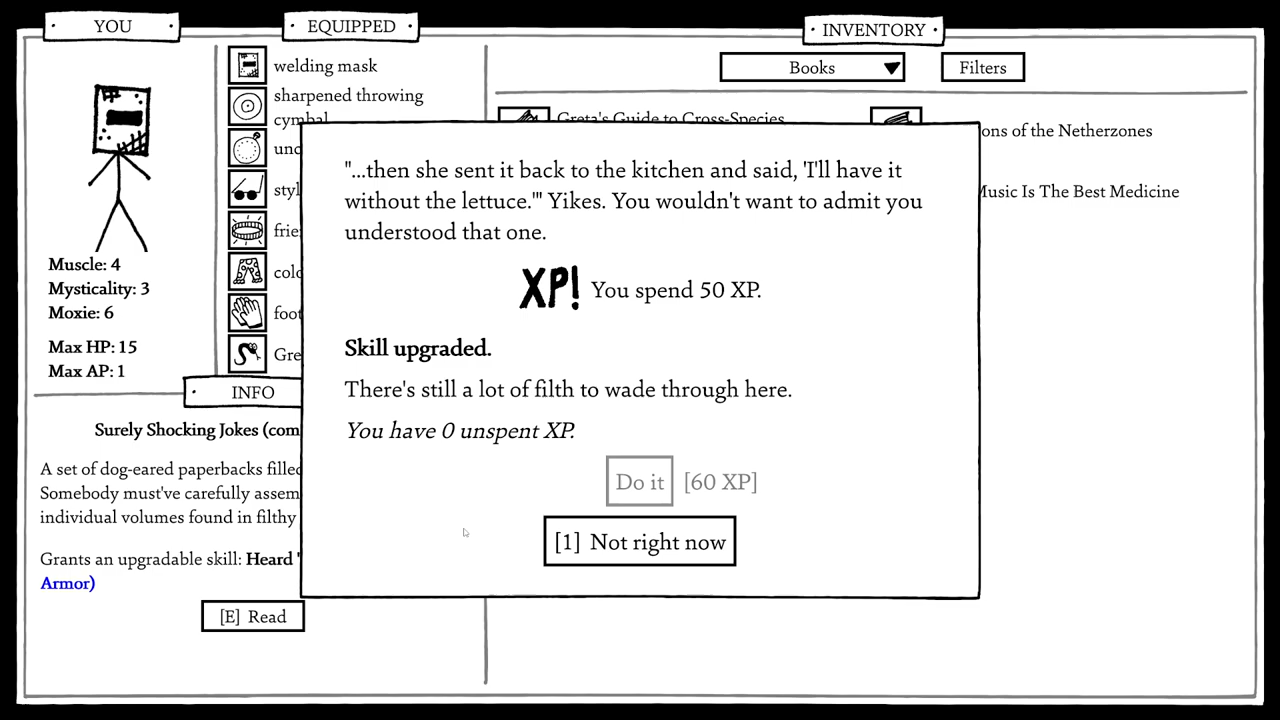 YOU
EQUIPPED
INVENTORY
welding mask
sharpened throwing
cymbal
Books
Filters
Greta's Guide to Cross-Species
ons of the Netherzones
Music Is The Best Medicine
"...then she sent it back to the kitchen and said, 'I'll have it
without the lettuce.'" Yikes. You wouldn't want to admit you
understood that one.
XP! You spend 50 XP.
Skill upgraded.
There's still a lot of filth to wade through here.
You have 0 unspent XP.
Do it [60 XP]
[1] Not right now
Muscle: 4
Mysticality: 3
Moxie: 6
Max HP: 15
Max AP: 1
INFO
Surely Shocking Jokes (com
A set of dog-eared paperbacks filled
Somebody must've carefully assem
individual volumes found in filthy
Grants an upgradable skill: Heard '
Armor)
[E] Read